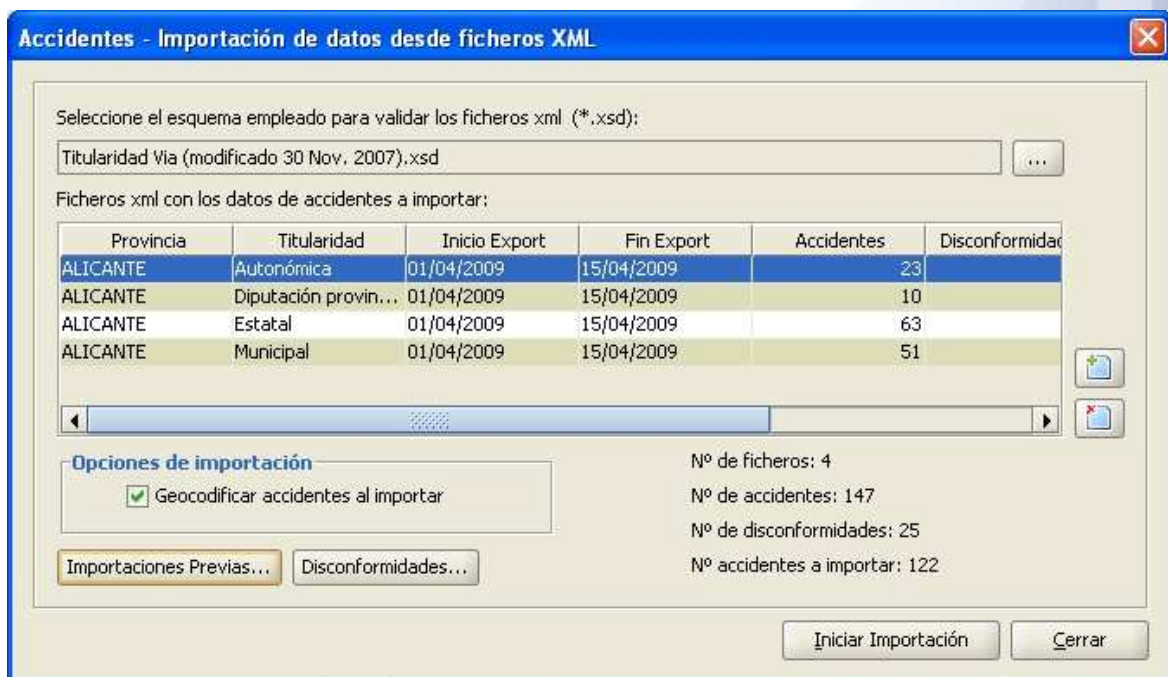 Accidentes - Importación de datos desde ficheros XML
Seleccione el esquema empleado para validar los ficheros xml (*.xsd):
Titularidad Via (modificado 30 Nov. 2007).xsd ...
Ficheros xml con los datos de accidentes a importar:
Provincia Titularidad Inicio Export Fin Export Accidentes Disconformidad
ALICANTE Autonómica 01/04/2009 15/04/2009 23
ALICANTE Diputación provin... 01/04/2009 15/04/2009 10
ALICANTE Estatal 01/04/2009 15/04/2009 63
ALICANTE Municipal 01/04/2009 15/04/2009 51
Opciones de importación
Geocodificar accidentes al importar
Nº de ficheros: 4
Nº de accidentes: 147
Nº de disconformidades: 25
Nº accidentes a importar: 122
Importaciones Previas... Disconformidades...
Iniciar Importación Cerrar